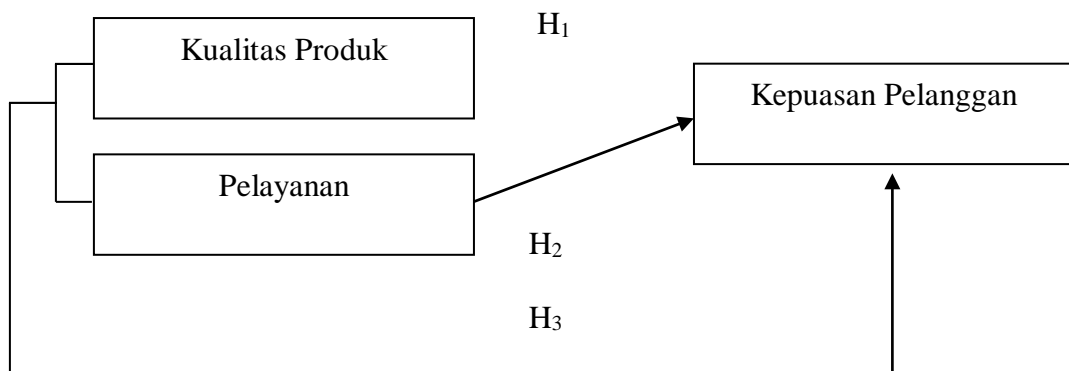 H₁
Kualitas Produk
Kepuasan Pelanggan
Pelayanan
H₂
H₃